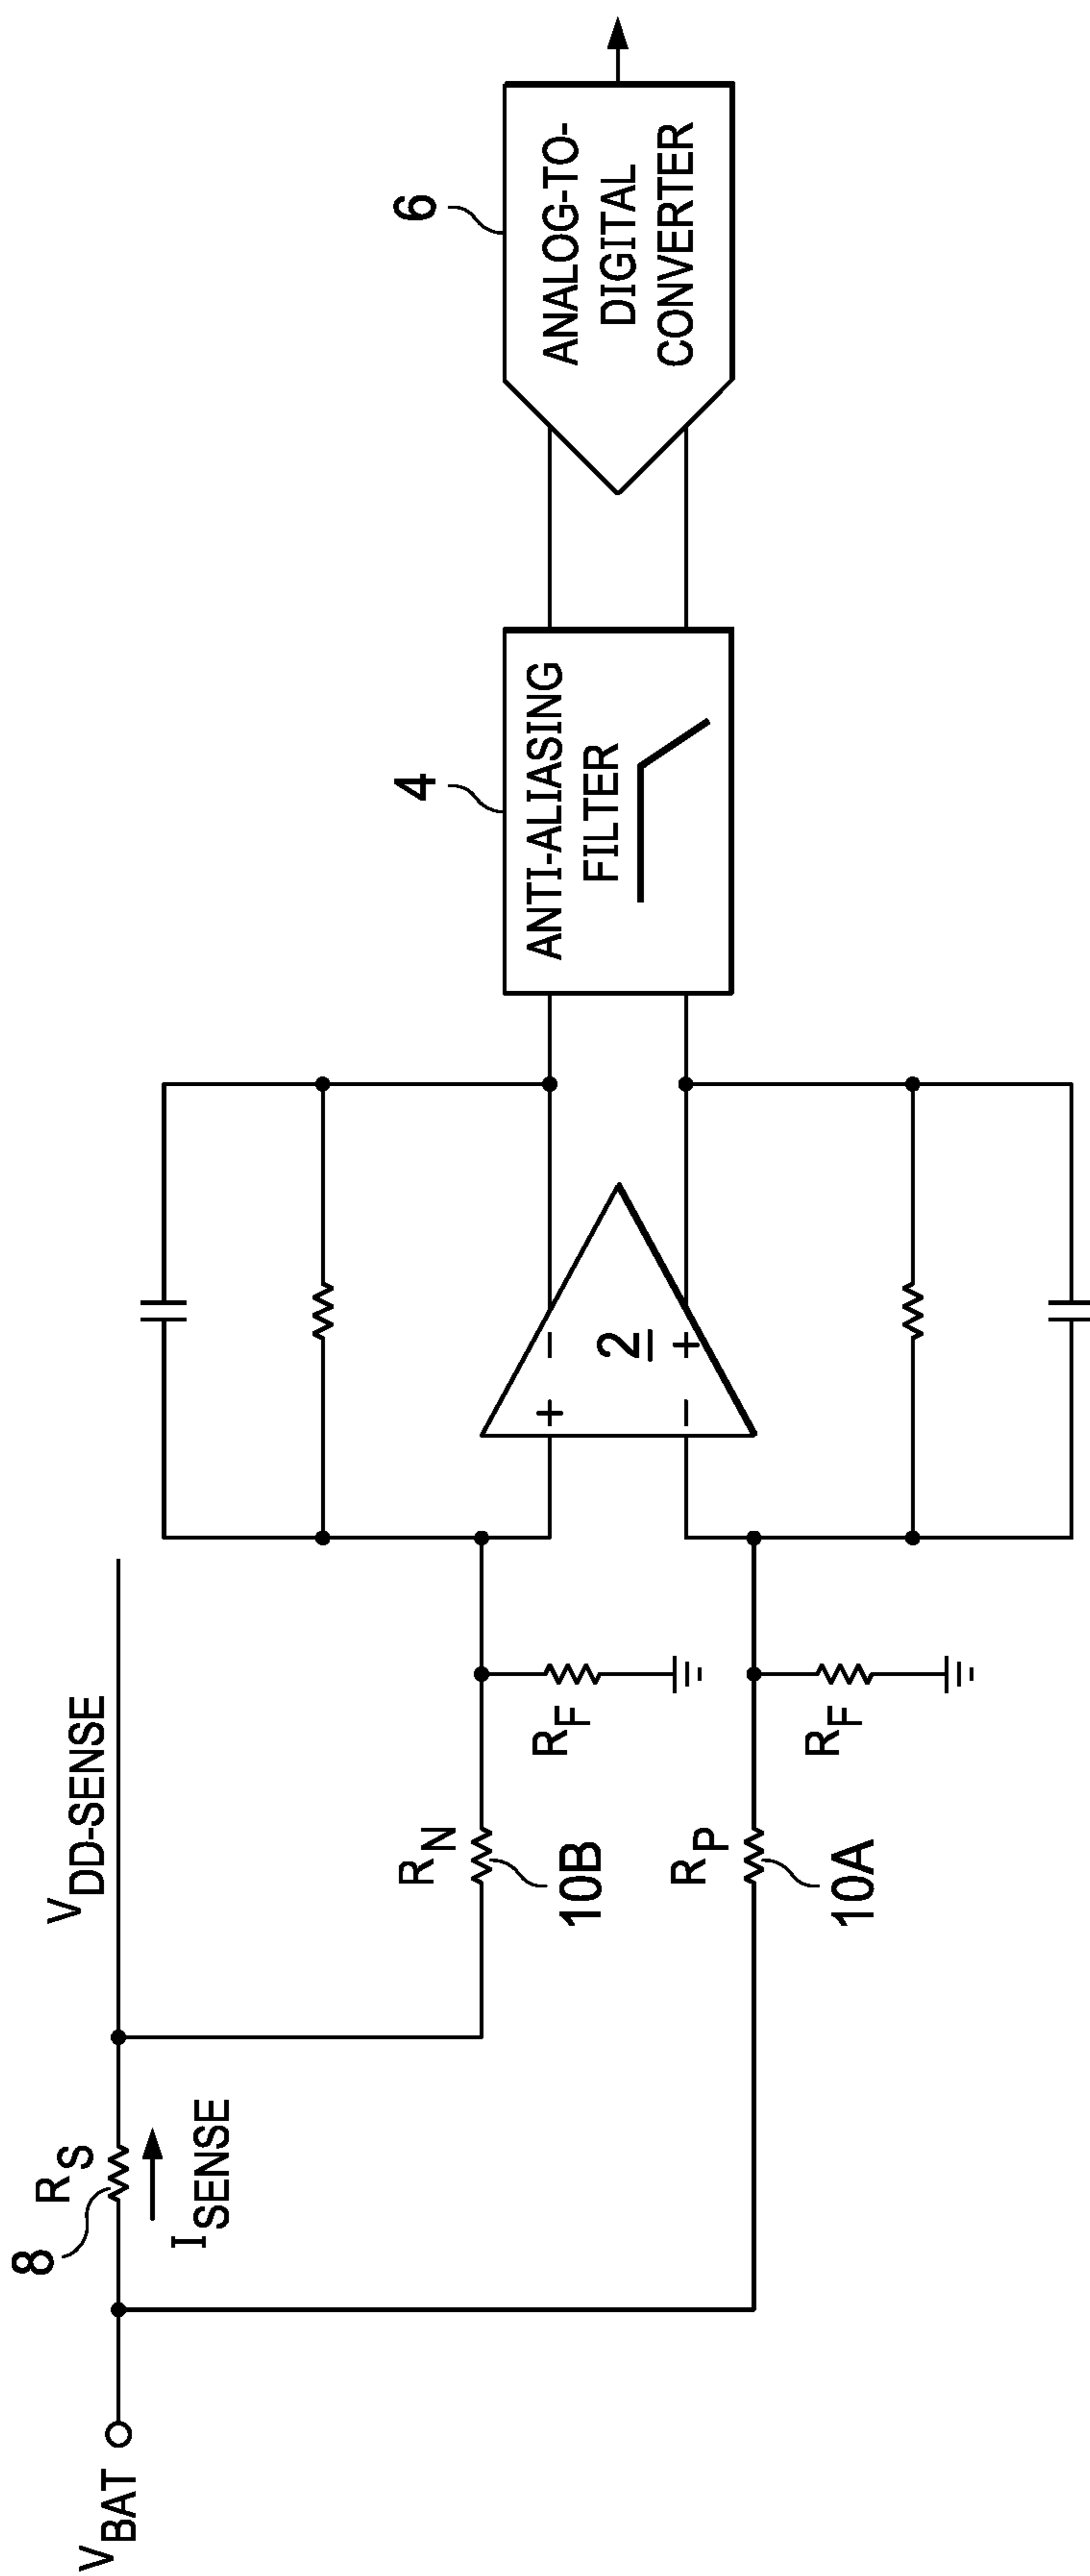 V_BAT
8
R_S
I_SENSE
V_DD-SENSE
R_N
10B
R_F
R_P
10A
R_F
+
−
−
+
2
4
ANTI-ALIASING
FILTER
6
ANALOG-TO-
DIGITAL
CONVERTER